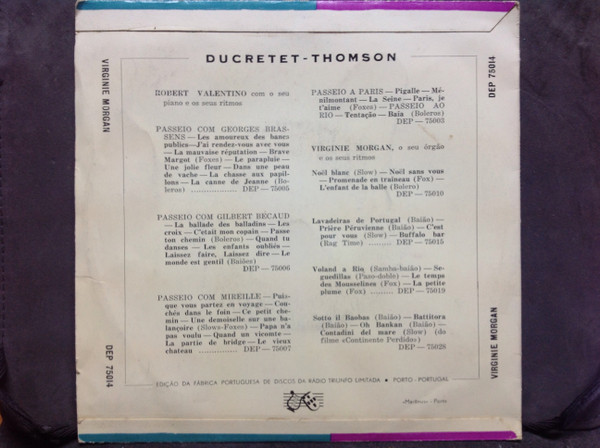 DUCRETET-THOMSON
ROBERT VALENTINO com o seu
piano e os seus ritmos
PASSEIO COM GEORGES BRAS-
SENS — Les amoureux des bancs
publics — J'ai rendez-vous avec vous
— La mauvaise réputation — Brave
Margot (Foxes) — Le parapluie —
Une jolie fleur — Dans une peau
de vache — La chasse aux papil-
lons — La canne de Jeanne (Bo-
leros) DEP — 75005
PASSEIO COM GILBERT BECAUD
— La ballade des balladins — Les
croix — C'etait mon copain — Passe
ton chemin (Boleros) — Quand tu
danses — Les enfants oubliés —
Laissez faire, Laissez dire — Le
monde est gentil (Baiões)
DEP — 75006
PASSEIO COM MIREILLE — Puis-
que vous partez en voyage — Cou-
chés dans le foin — Ce petit che-
min — Une demoiselle sur une ba-
lançoire (Slows-Foxes) — Papa n'a
pas voulu — Quand un vicomte —
La partie de bridge — Le vieux
chateau ................ DEP — 75007
PASSEIO A PARIS — Pigalle — Mé-
nilmontant — La Seine — Paris, je
t'aime (Foxes) — PASSEIO AO
RIO — Tentação — Baía (Boleros)
DEP — 75003
VIRGINIE MORGAN, o seu órgão
e os seus ritmos
Noël blanc (Slow) — Noël sans vous
— Promenade en traineau (Fox) —
L'enfant de la balle (Bolero)
DEP — 75010
Lavadeiras de Portugal (Baião) —
Prière Péruvienne (Baião) — C'est
pour vous (Slow) — Buffalo bar
(Rag Time) ......... DEP — 75015
Voland a Rio (Samba-baião) — Se-
guedillas (Paso-doble) — Le temps
des Mousselines (Fox) — La petite
plume (Fox) ......... DEP — 75019
Sotto il Baobas (Baião) — Battitora
(Baião) — Oh Bankan (Baião) —
Contadini del mare (Slow) (do
filme «Continente Perdido»)
DEP — 75028
EDIÇÃO DA FÁBRICA PORTUGUESA DE DISCOS DA RÁDIO TRIUNFO LIMITADA • PORTO - PORTUGAL
VIRGINIE MORGAN
DEP 75014
DEP 75014
VIRGINIE MORGAN